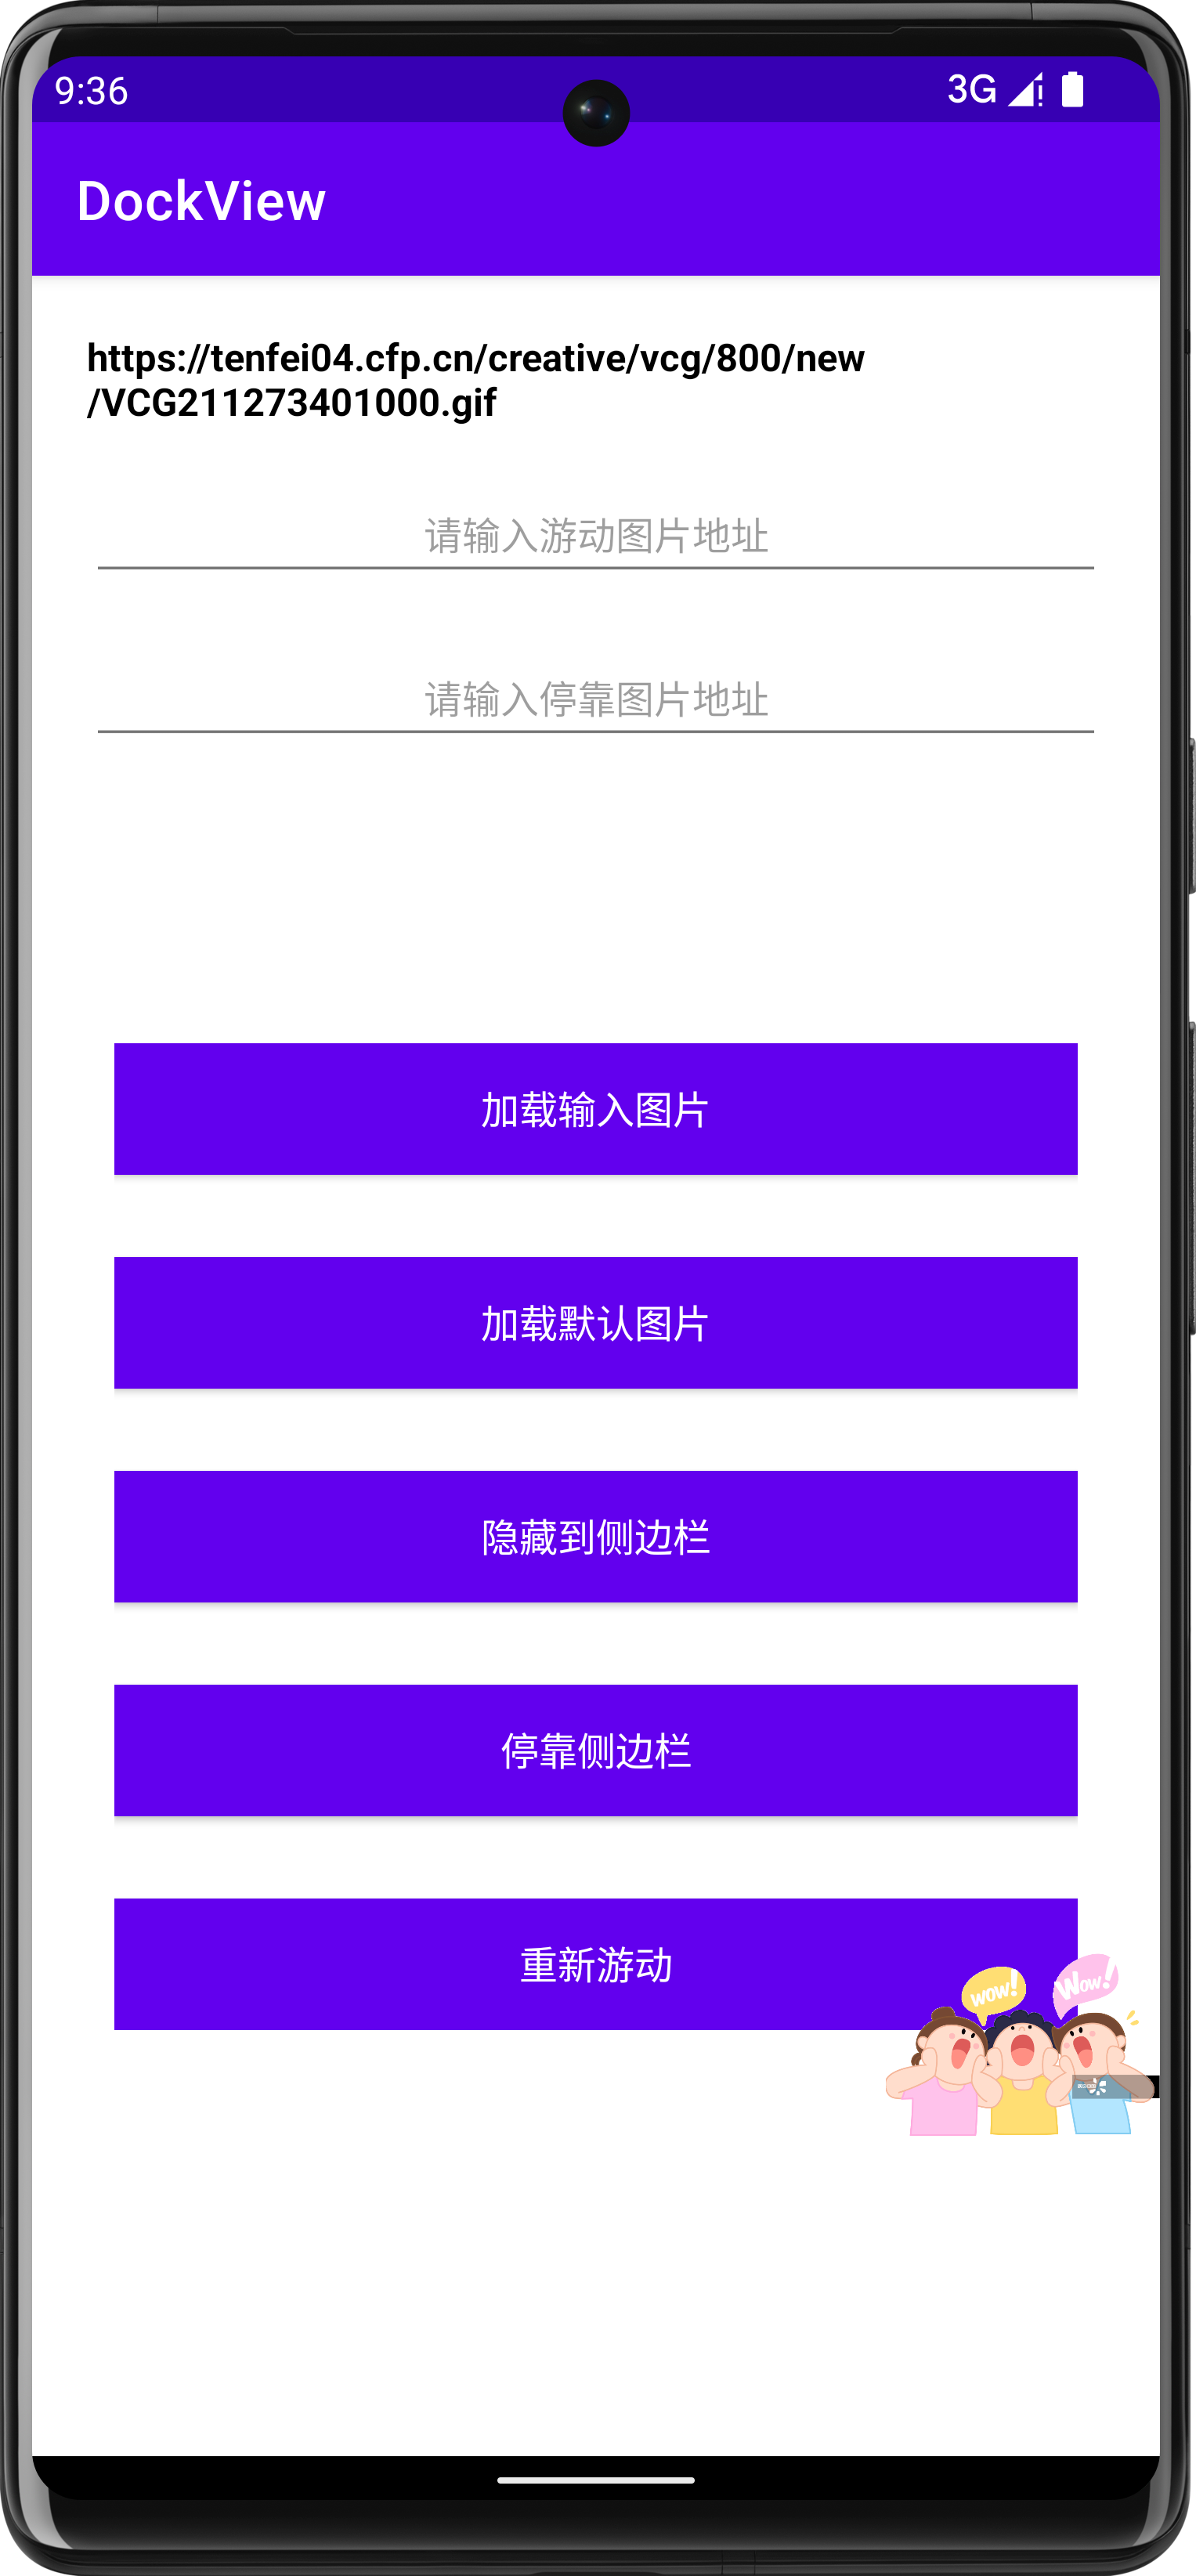 9:36
3G
DockView
https://tenfei04.cfp.cn/creative/vcg/800/new
/VCG211273401000.gif
请输入游动图片地址
请输入停靠图片地址
加载输入图片
加载默认图片
隐藏到侧边栏
停靠侧边栏
重新游动
wow!
Wow!